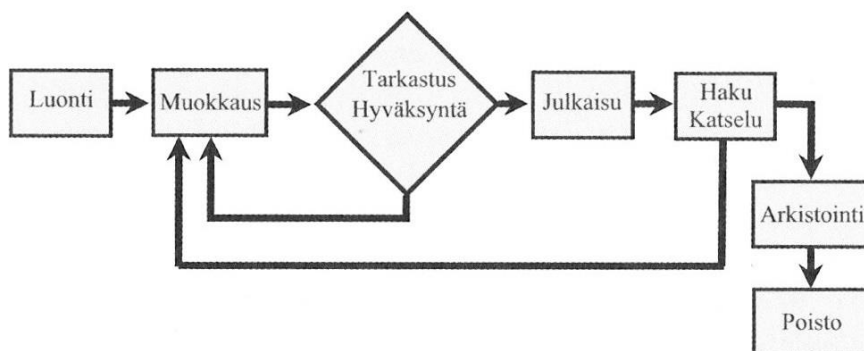 Luonti
Muokkaus
Tarkastus
Hyväksyntä
Julkaisu
Haku
Katselu
Arkistointi
Poisto